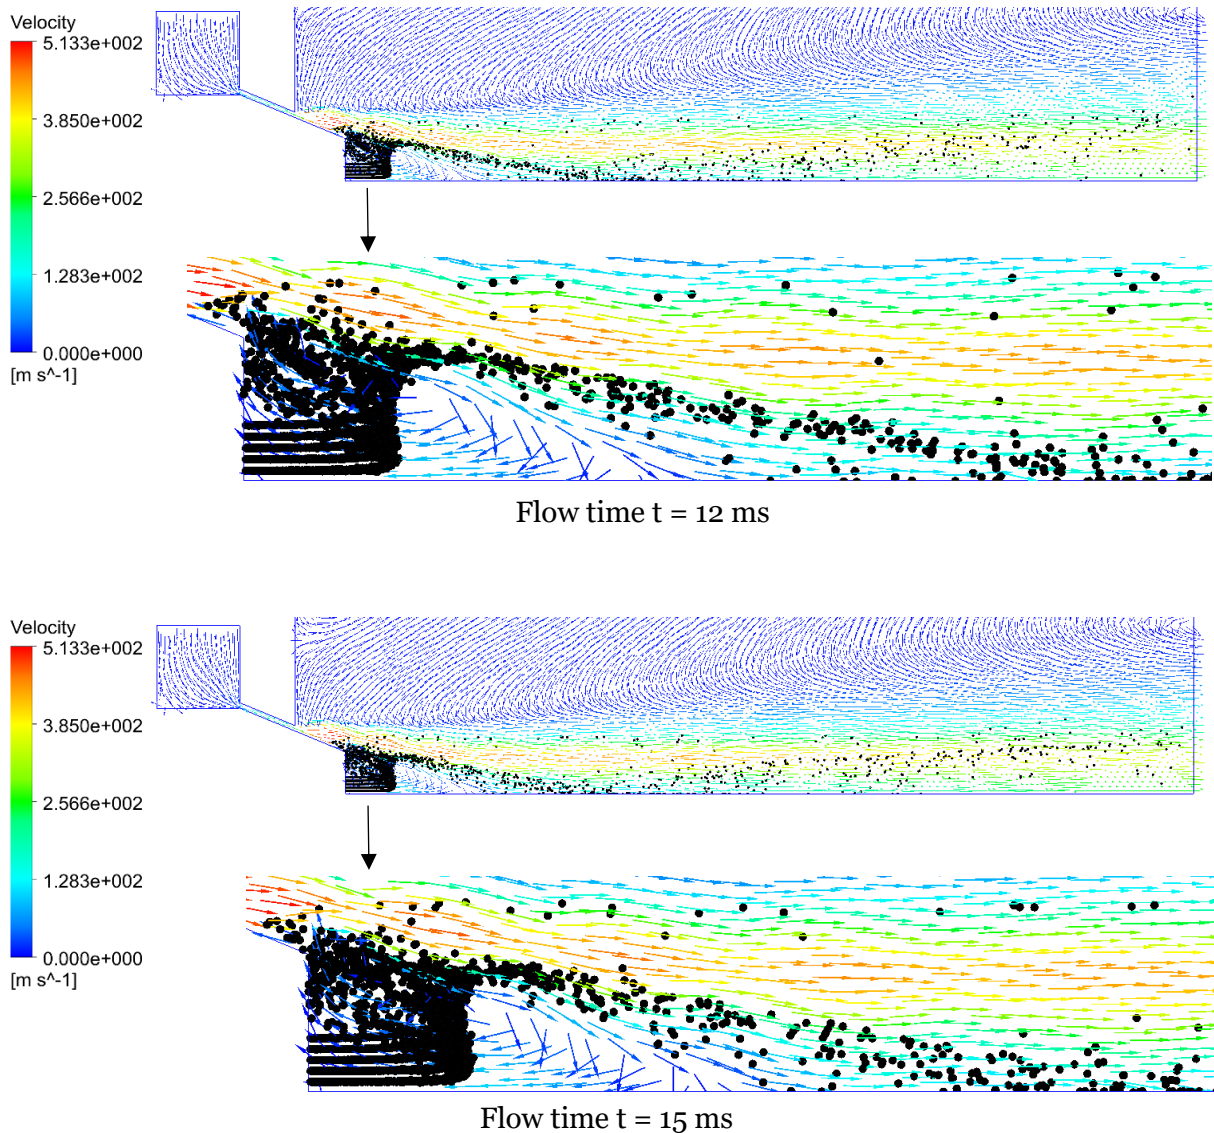 Velocity
5.133e+002
3.850e+002
2.566e+002
1.283e+002
0.000e+000
[m s^-1]
Flow time t = 12 ms
Velocity
5.133e+002
3.850e+002
2.566e+002
1.283e+002
0.000e+000
[m s^-1]
Flow time t = 15 ms